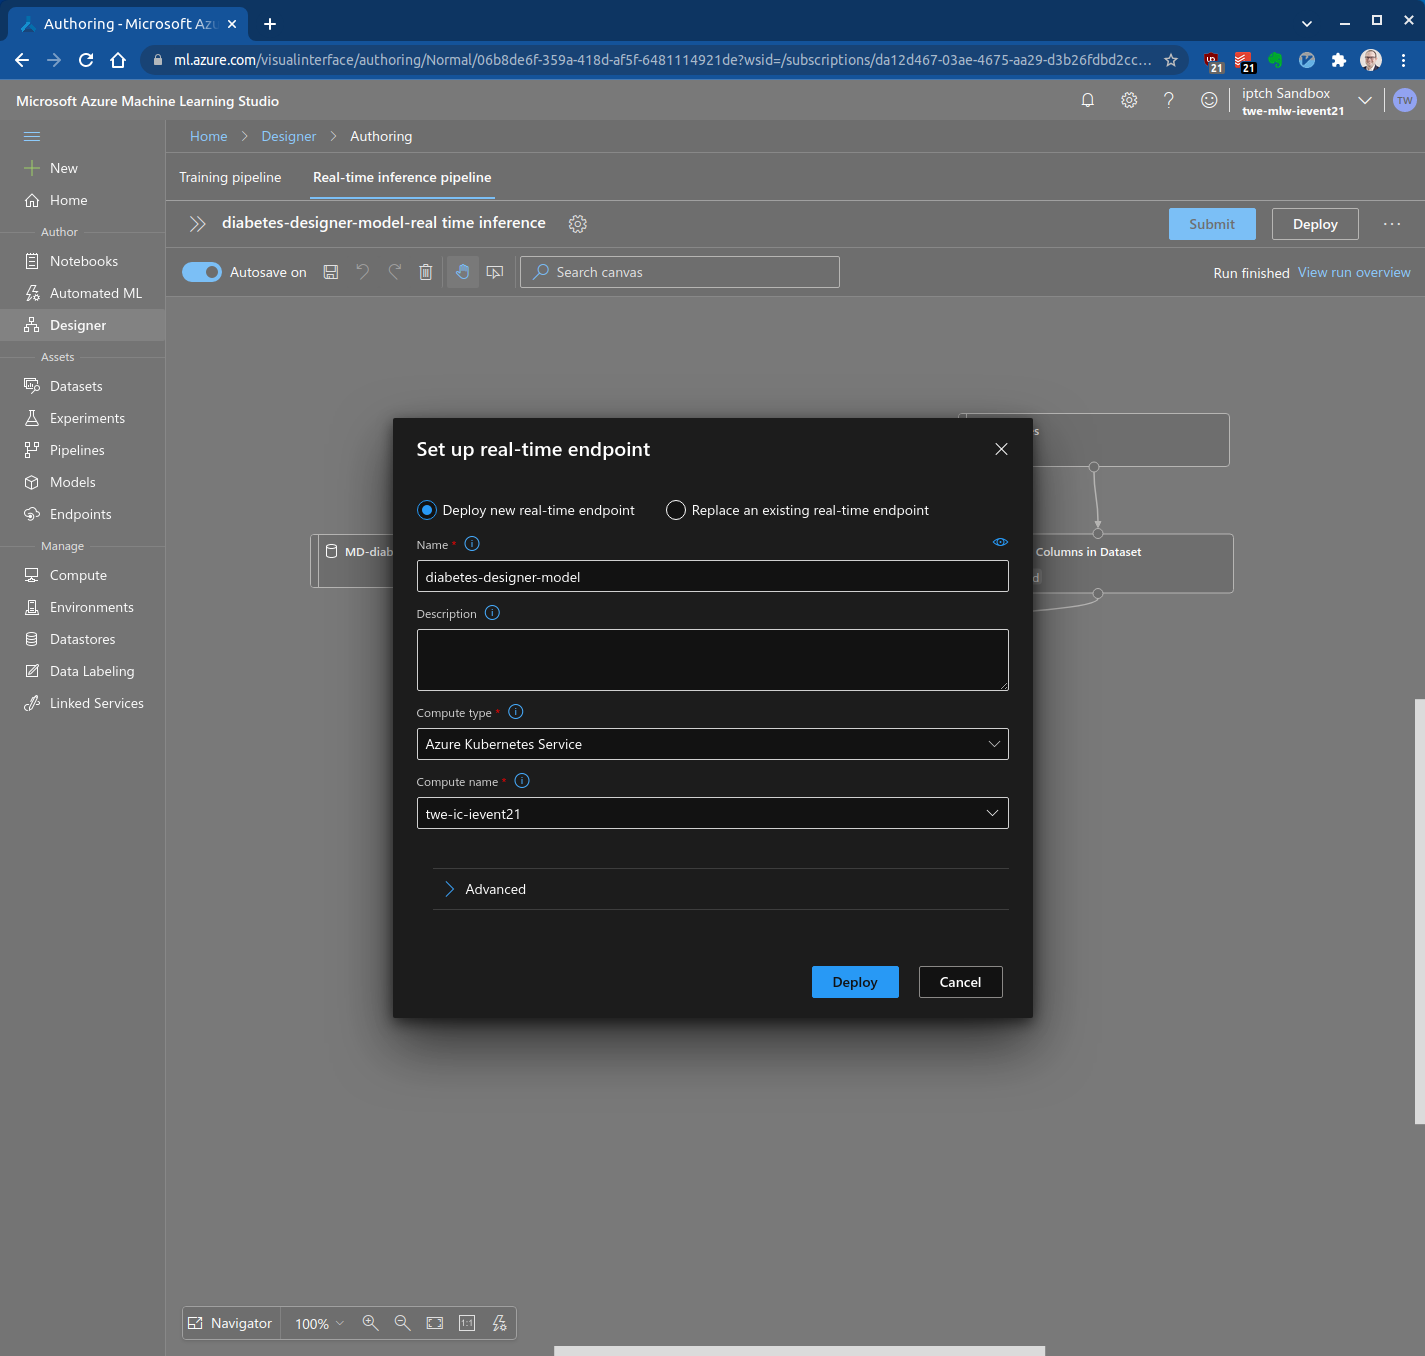 Authoring - Microsoft Azu
ml.azure.com/visualinterface/authoring/Normal/06b8de6f-359a-418d-af5f-6481114921de?wsid=/subscriptions/da12d467-03ae-4675-aa29-d3b26fdbd2cc...
21
21
Microsoft Azure Machine Learning Studio
iptch Sandbox
twe-mlw-ievent21
TW
New
Home
Author
Notebooks
Automated ML
Designer
Assets
Datasets
Experiments
Pipelines
Models
Endpoints
Manage
Compute
Environments
Datastores
Data Labeling
Linked Services
Home > Designer > Authoring
Training pipeline
Real-time inference pipeline
diabetes-designer-model-real time inference
Submit
Deploy
...
Autosave on
Search canvas
Run finished View run overview
MD-diab
Columns in Dataset
Set up real-time endpoint
Deploy new real-time endpoint
Replace an existing real-time endpoint
Name *
diabetes-designer-model
Description
Compute type *
Azure Kubernetes Service
Compute name *
twe-ic-ievent21
Advanced
Deploy
Cancel
Navigator
100%
1:1